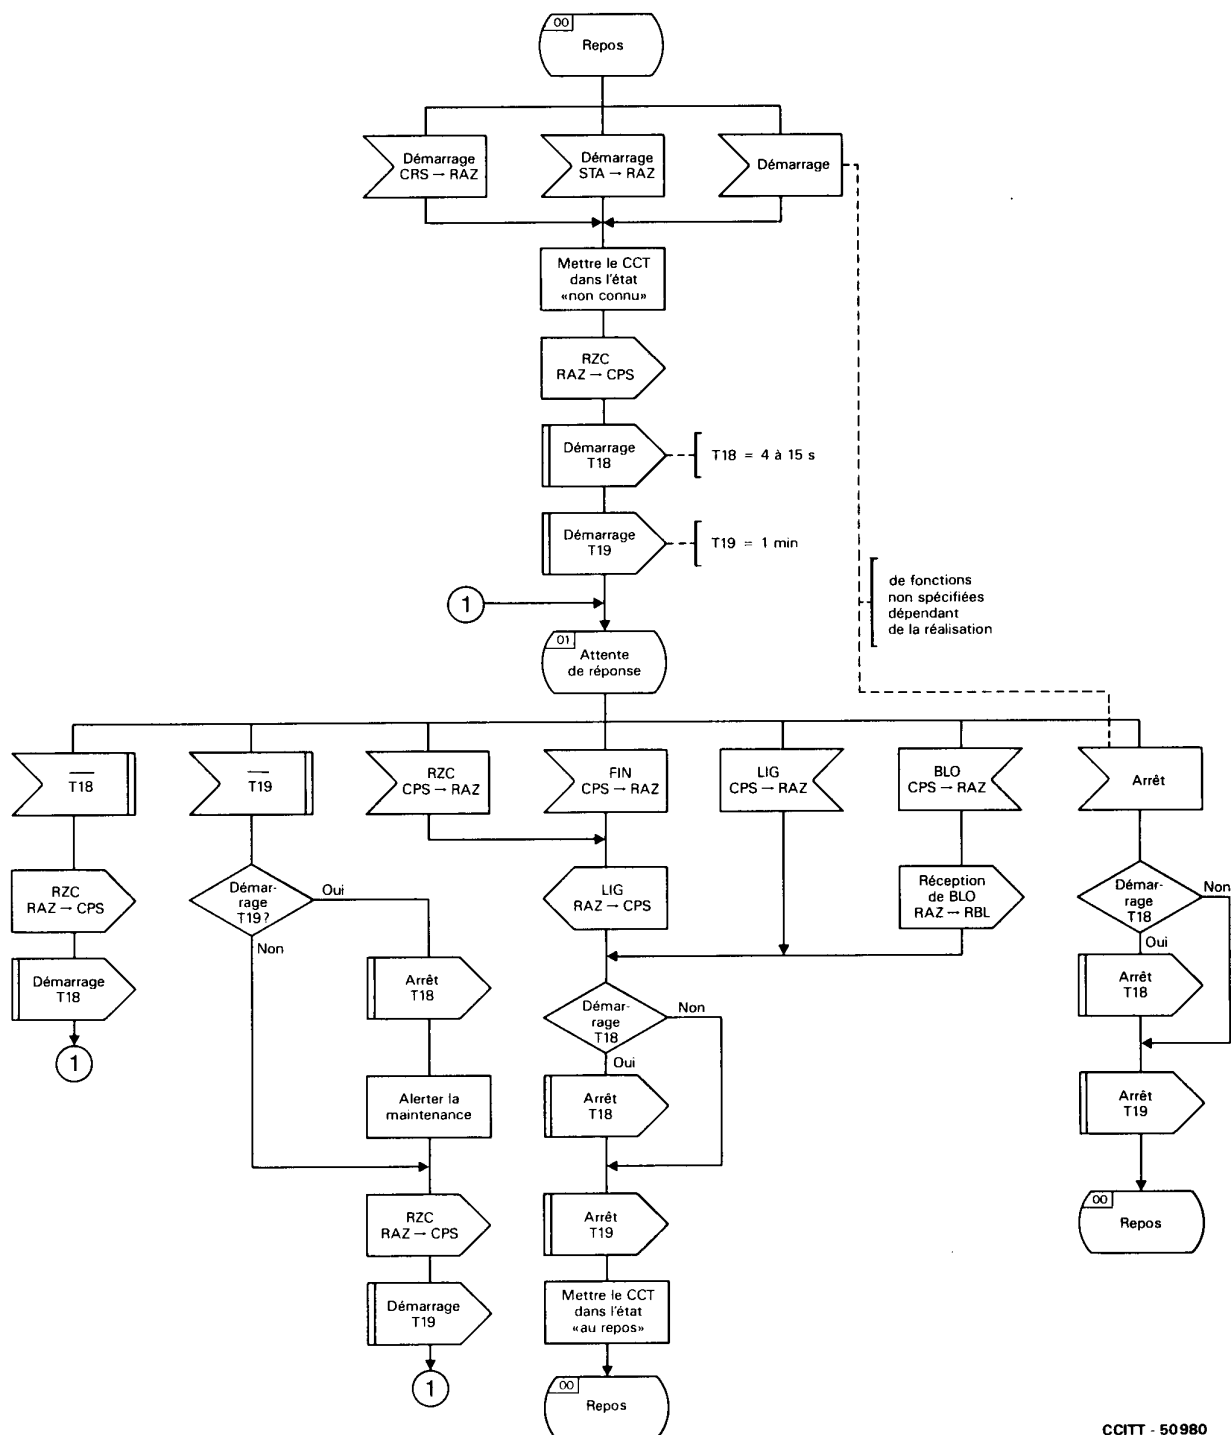 00
Repos
Démarrage
CRS → RAZ
Démarrage
STA → RAZ
Démarrage
Mettre le CCT
dans l'état
«non connu»
RZC
RAZ → CPS
Démarrage
T18
T18 = 4 à 15 s
Démarrage
T19
T19 = 1 min
de fonctions
non spécifiées
dépendant
de la réalisation
1
01
Attente
de réponse
T18
T19
RZC
CPS → RAZ
FIN
CPS → RAZ
LIG
CPS → RAZ
BLO
CPS → RAZ
Arrêt
RZC
RAZ → CPS
Démar-
rage
T19?
Oui
Non
LIG
RAZ → CPS
Réception
de BLO
RAZ → RBL
Démar-
rage
T18
Non
Oui
Démarrage
T18
1
Arrêt
T18
Démar-
rage
T18
Non
Oui
Arrêt
T18
Alerter la
maintenance
Arrêt
T18
Arrêt
T19
RZC
RAZ → CPS
Arrêt
T19
00
Repos
Démarrage
T19
1
Mettre le CCT
dans l'état
«au repos»
00
Repos
CCITT - 50980